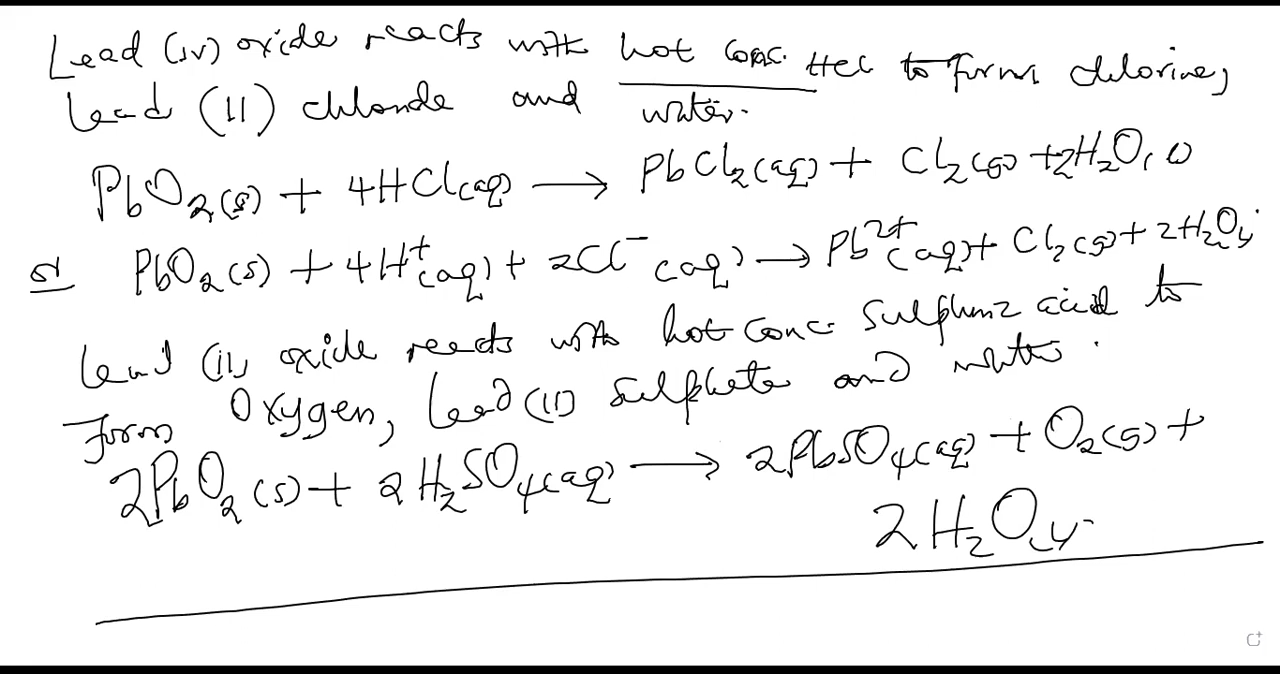 Lead (iv) oxide reacts with hot conc. HCl to form chlorine,
Lead (II) chloride and water.
PbO₂(s) + 4HCl(aq) → PbCl₂(aq) + Cl₂(g) + 2H₂O(l)
PbO₂(s) + 4H⁺(aq) + 2Cl⁻(aq) → Pb²⁺(aq) + Cl₂(g) + 2H₂O(l)
Lead (II) oxide reacts with hot conc. sulphuric acid to
form Oxygen, Lead (II) sulphate and water.
2PbO₂(s) + 2H₂SO₄(aq) → 2PbSO₄(aq) + O₂(g) +
2H₂O(l)